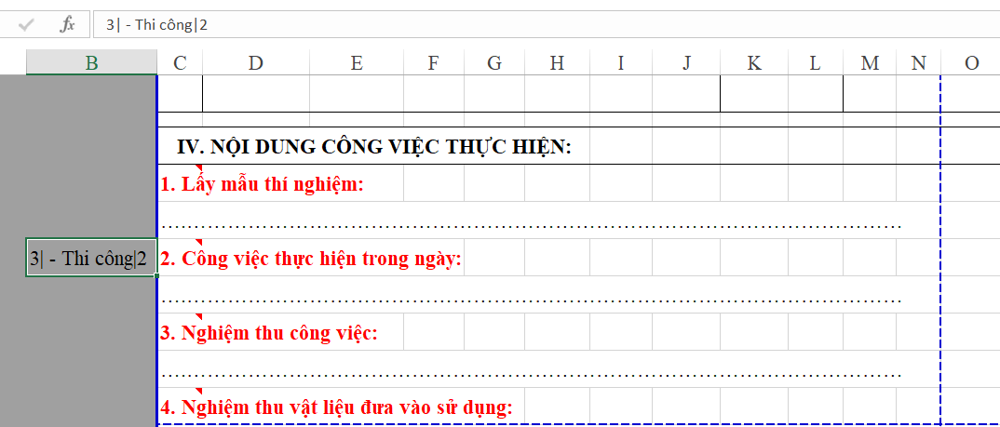 fx 3| - Thi công|2
B C D E F G H I J K L M N O
IV. NỘI DUNG CÔNG VIỆC THỰC HIỆN:
1. Lấy mẫu thí nghiệm:
....................................................................................................
3| - Thi công|2 2. Công việc thực hiện trong ngày:
....................................................................................................
3. Nghiệm thu công việc:
....................................................................................................
4. Nghiệm thu vật liệu đưa vào sử dụng: